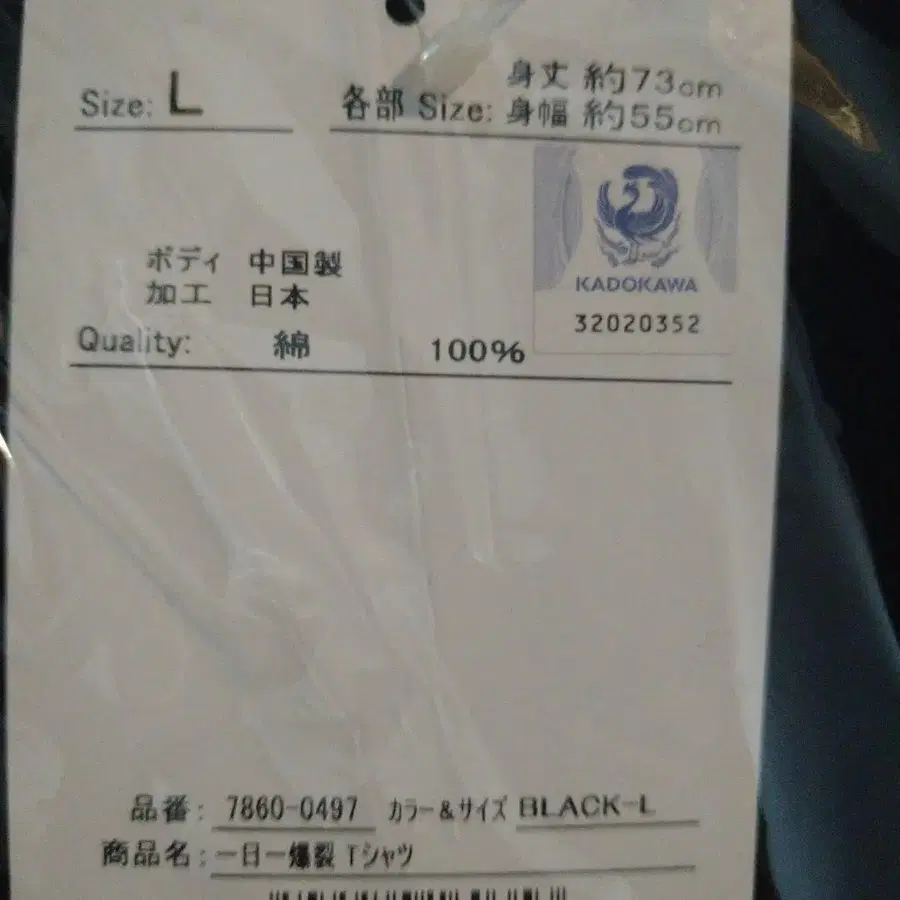 Size: L 各部 Size: 身丈 約73cm
身幅 約55cm
KADOKAWA
32020352
ボディ 中国製
加工 日本
Quality: 綿 100%
品番: 7860-0497 カラー&サイズ BLACK-L
商品名: 一日一爆裂 Tシャツ